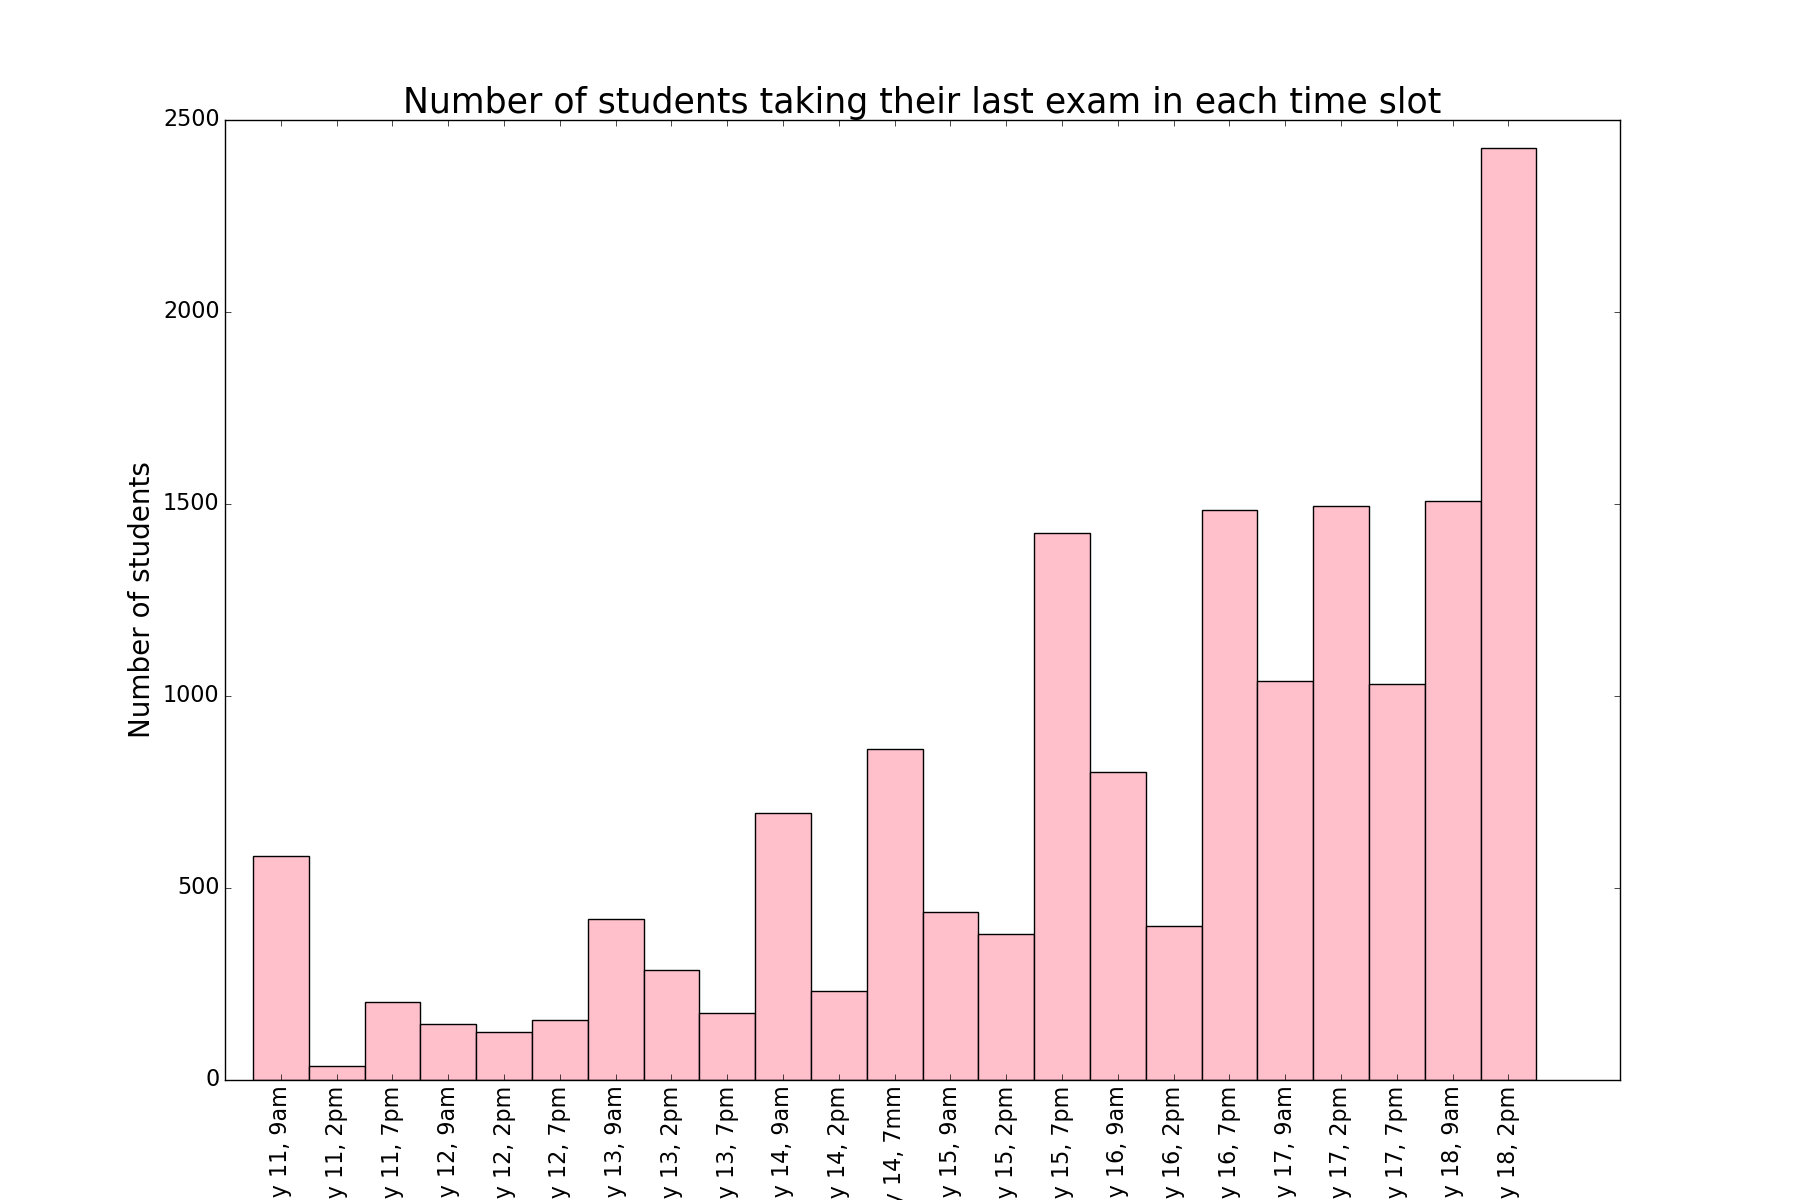 Number of students taking their last exam in each time slot
2500
2000
1500
1000
500
0
Number of students
y 11, 9am
y 11, 2pm
y 11, 7pm
y 12, 9am
y 12, 2pm
y 12, 7pm
y 13, 9am
y 13, 2pm
y 13, 7pm
y 14, 9am
y 14, 2pm
y 14, 7mm
y 15, 9am
y 15, 2pm
y 15, 7pm
y 16, 9am
y 16, 2pm
y 16, 7pm
y 17, 9am
y 17, 2pm
y 17, 7pm
y 18, 9am
y 18, 2pm